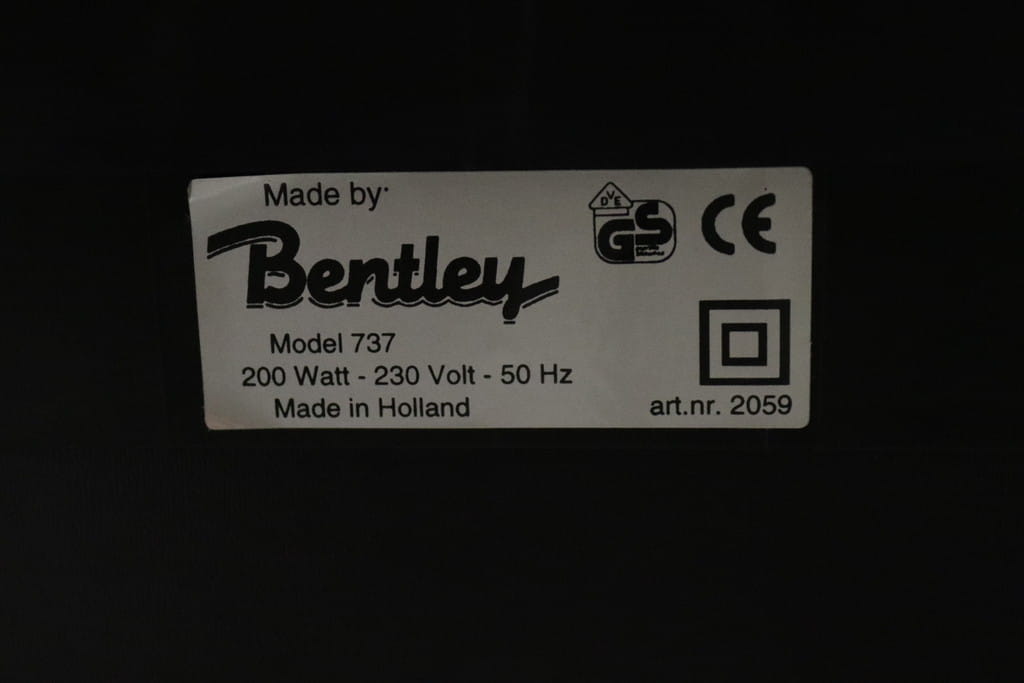 Made by:
Bentley
Model 737
200 Watt - 230 Volt - 50 Hz
Made in Holland
DVE
GS
CE
art.nr. 2059